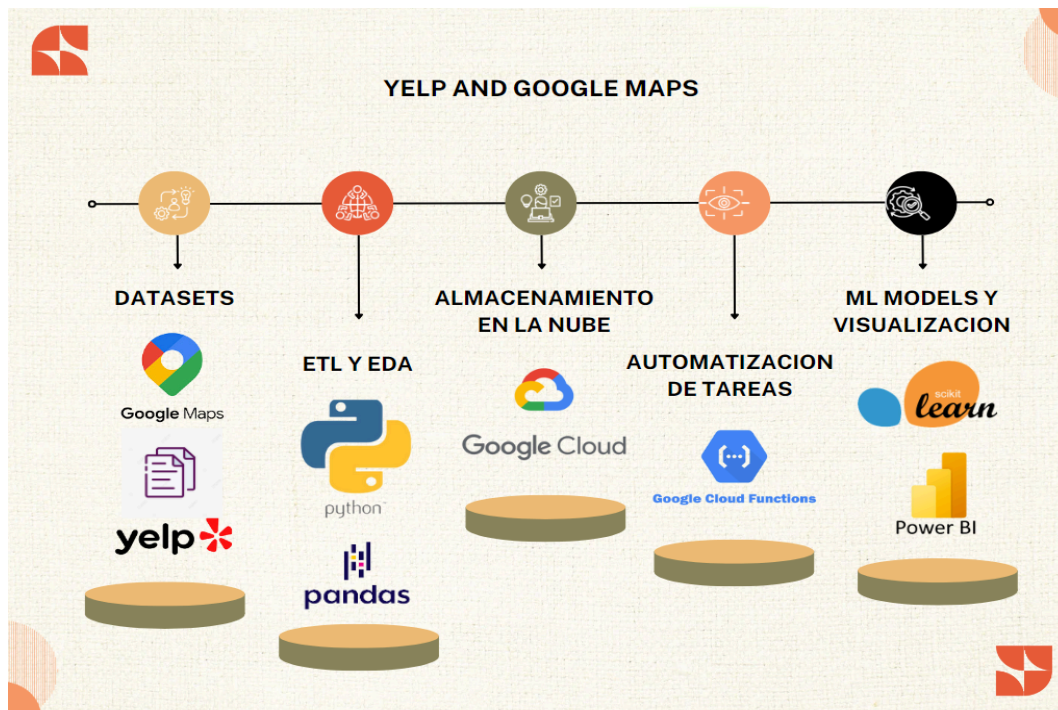 YELP AND GOOGLE MAPS
DATASETS
Google Maps
yelp
ETL Y EDA
python
pandas
ALMACENAMIENTO
EN LA NUBE
Google Cloud
AUTOMATIZACION
DE TAREAS
Google Cloud Functions
ML MODELS Y
VISUALIZACION
scikit
learn
Power BI